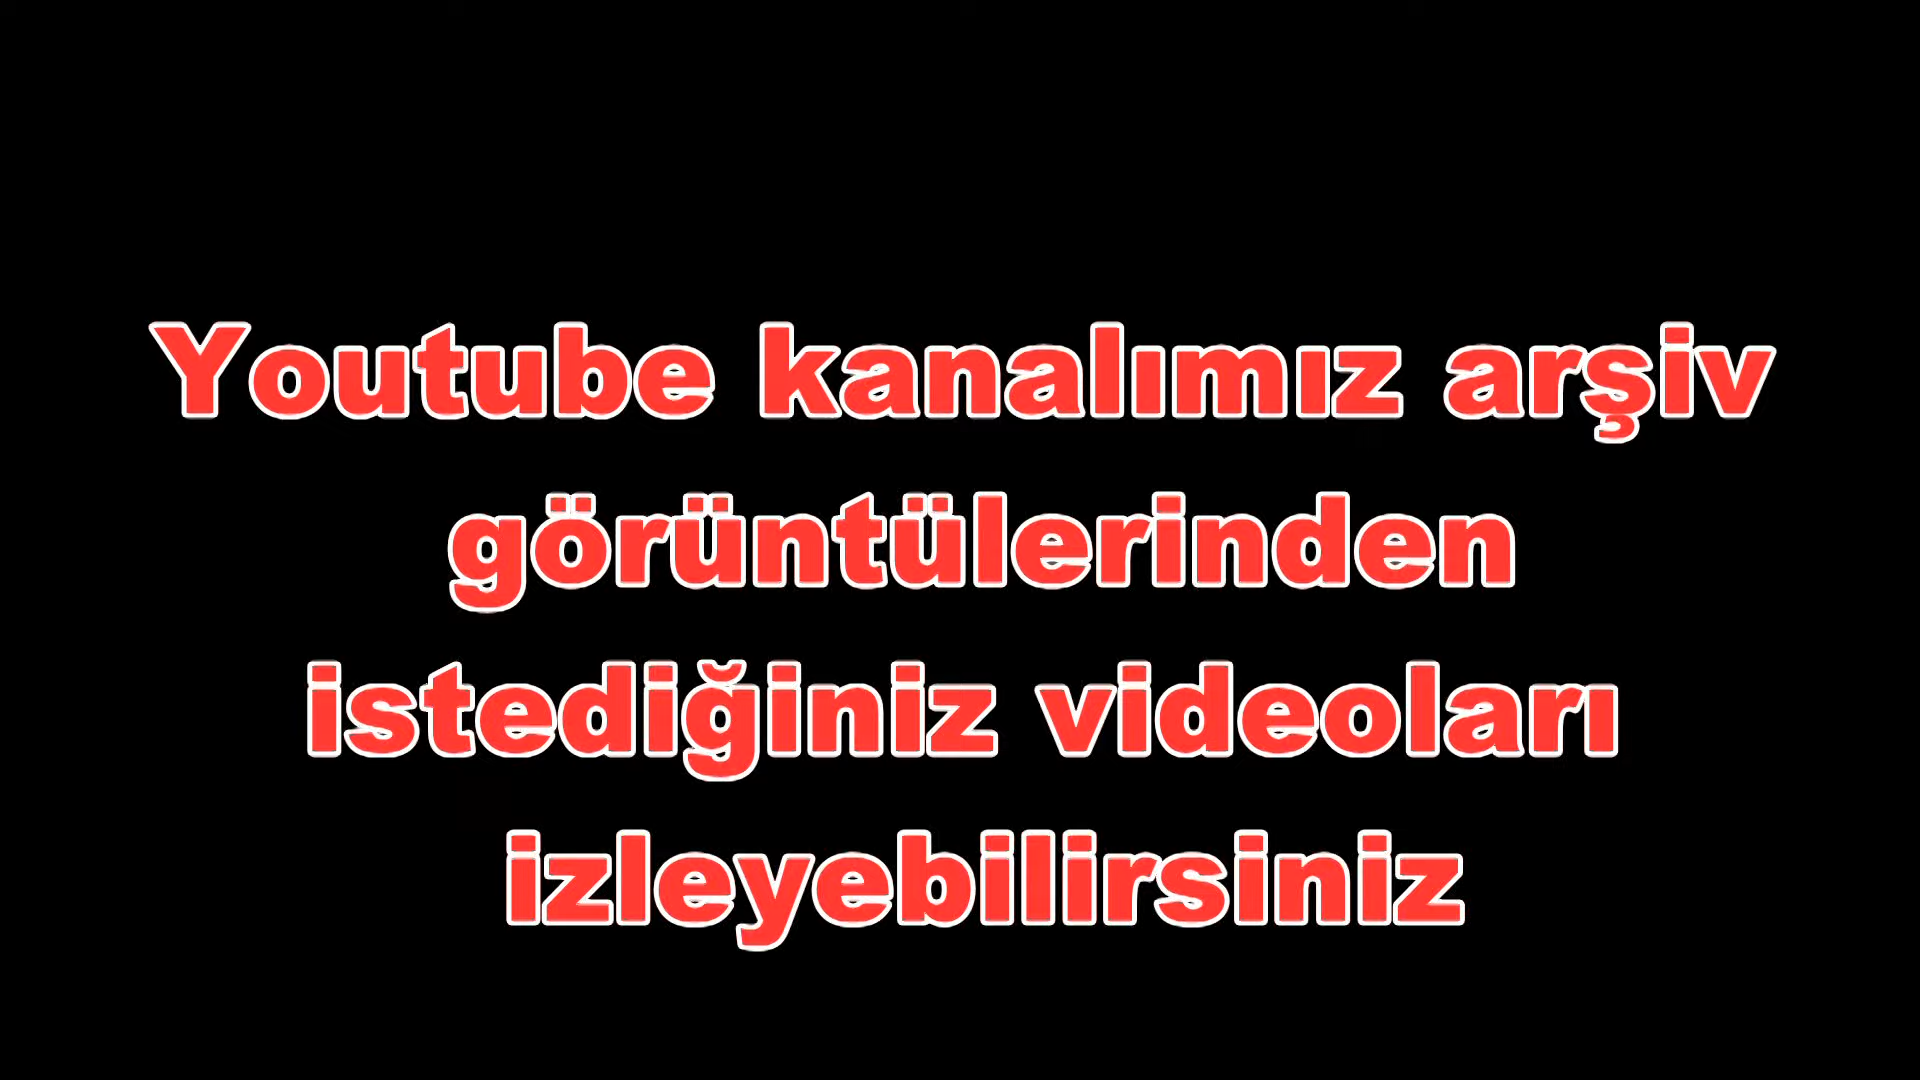 Youtube kanalımız arşiv
görüntülerinden
istediğiniz videoları
izleyebilirsiniz